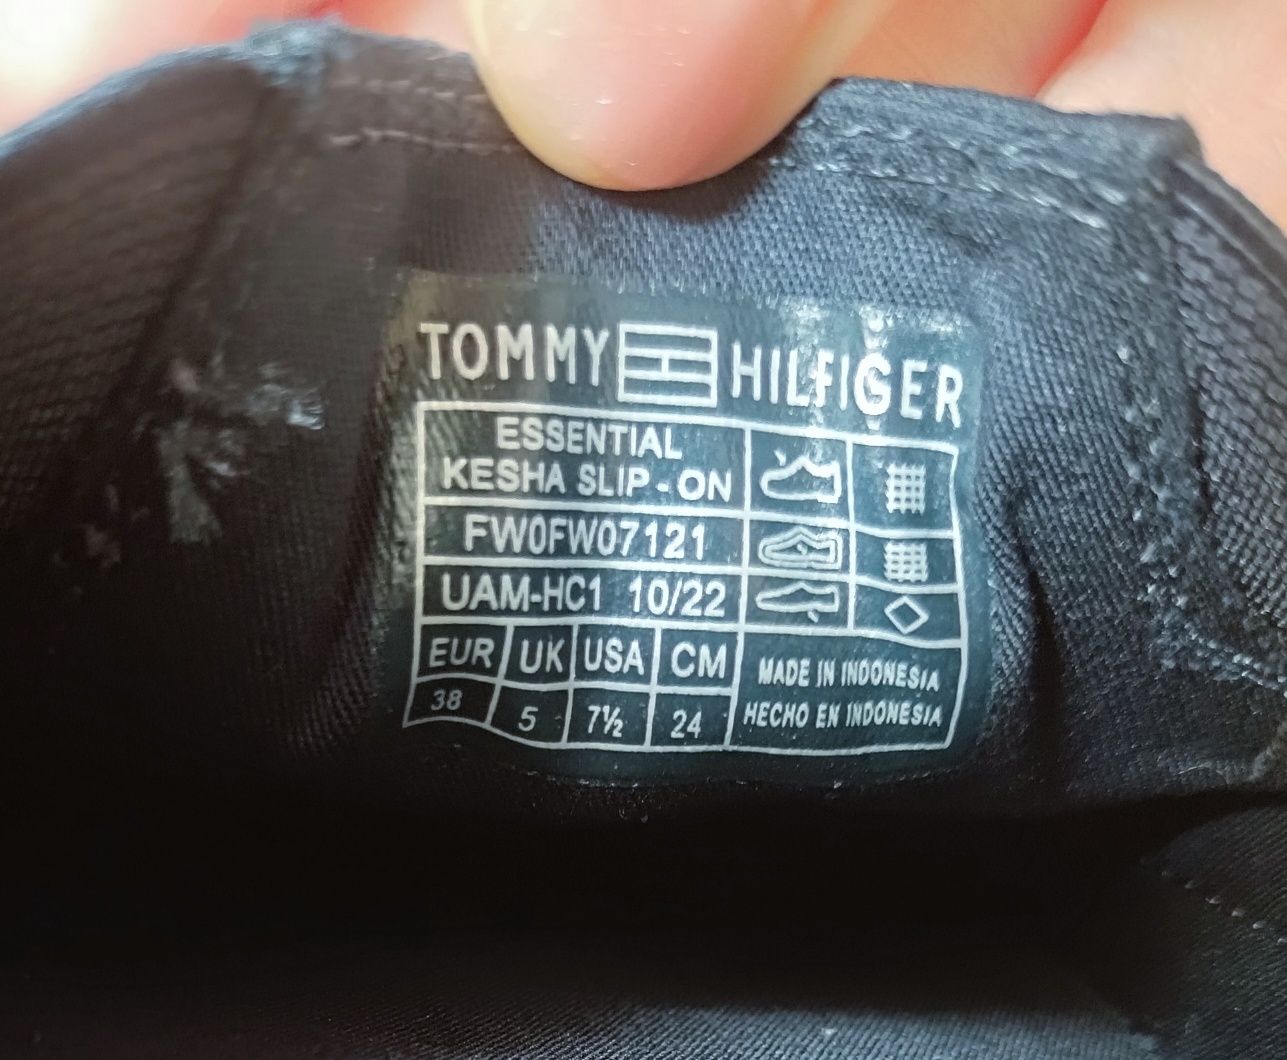 TOMMY HILFIGER
ESSENTIAL
KESHA SLIP-ON
FW0FW07121
UAM-HC1 10/22
EUR UK USA CM
38 5 7½ 24
MADE IN INDONESIA
HECHO EN INDONESIA